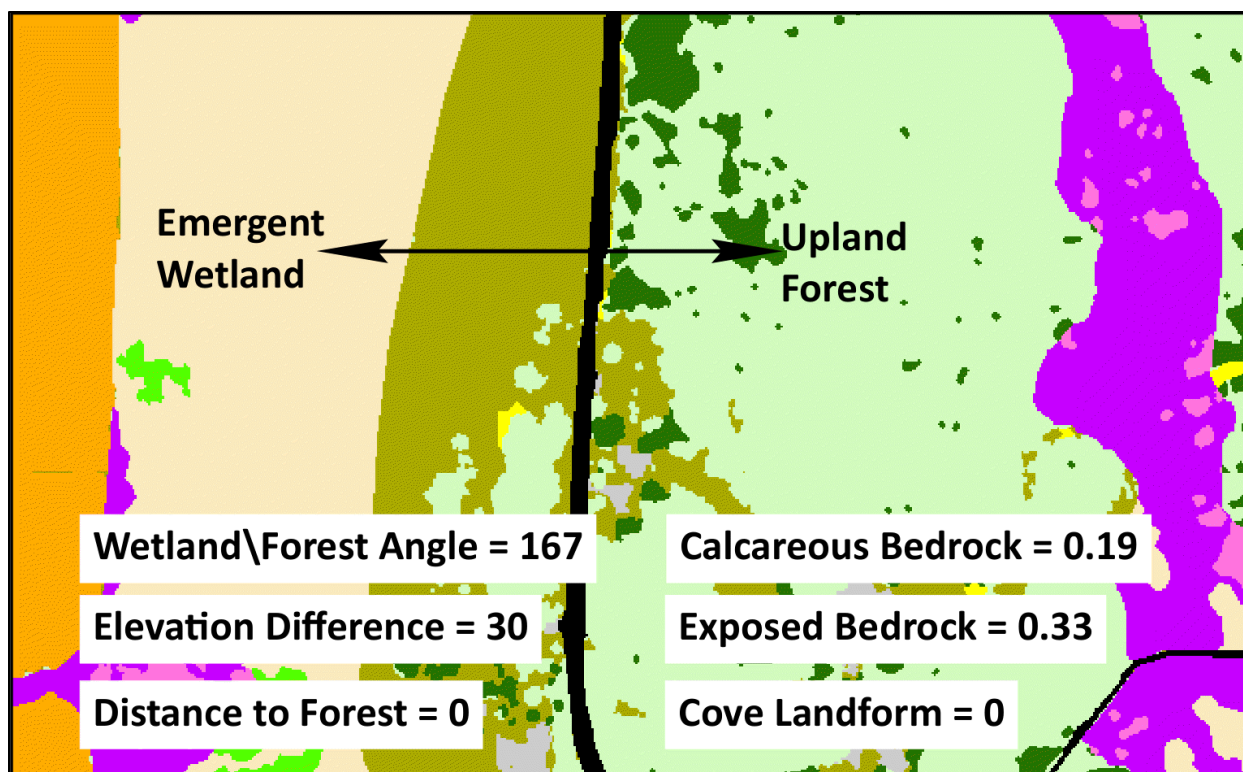 Emergent
Wetland
Upland
Forest
Wetland\Forest Angle = 167
Calcareous Bedrock = 0.19
Elevation Difference = 30
Exposed Bedrock = 0.33
Distance to Forest = 0
Cove Landform = 0